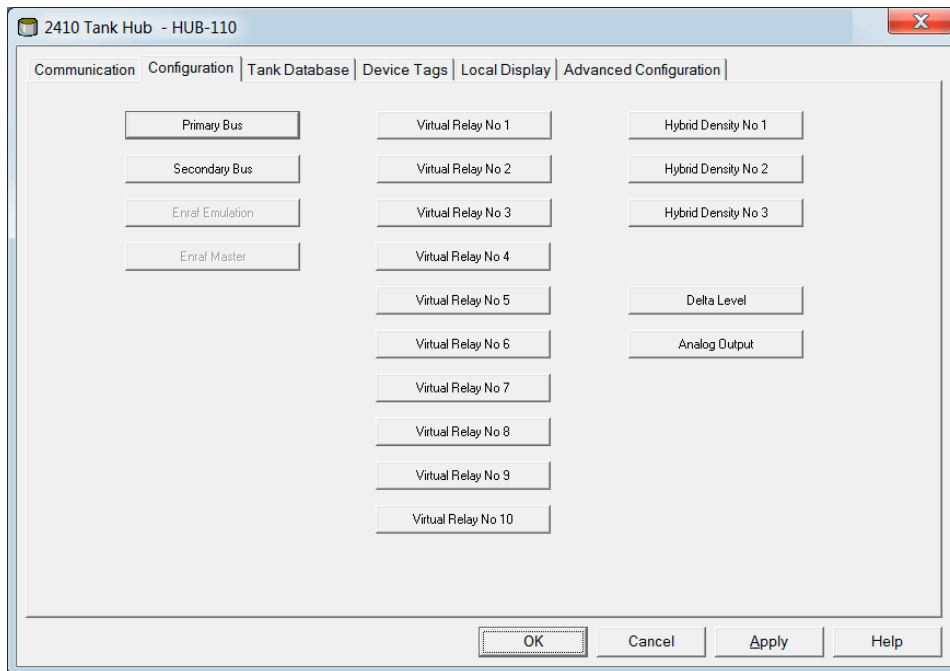 2410 Tank Hub - HUB-110
Communication Configuration Tank Database Device Tags Local Display Advanced Configuration
Primary Bus Virtual Relay No 1 Hybrid Density No 1
Secondary Bus Virtual Relay No 2 Hybrid Density No 2
Enraf Emulation Virtual Relay No 3 Hybrid Density No 3
Enraf Master Virtual Relay No 4
Virtual Relay No 5 Delta Level
Virtual Relay No 6 Analog Output
Virtual Relay No 7
Virtual Relay No 8
Virtual Relay No 9
Virtual Relay No 10
OK Cancel Apply Help